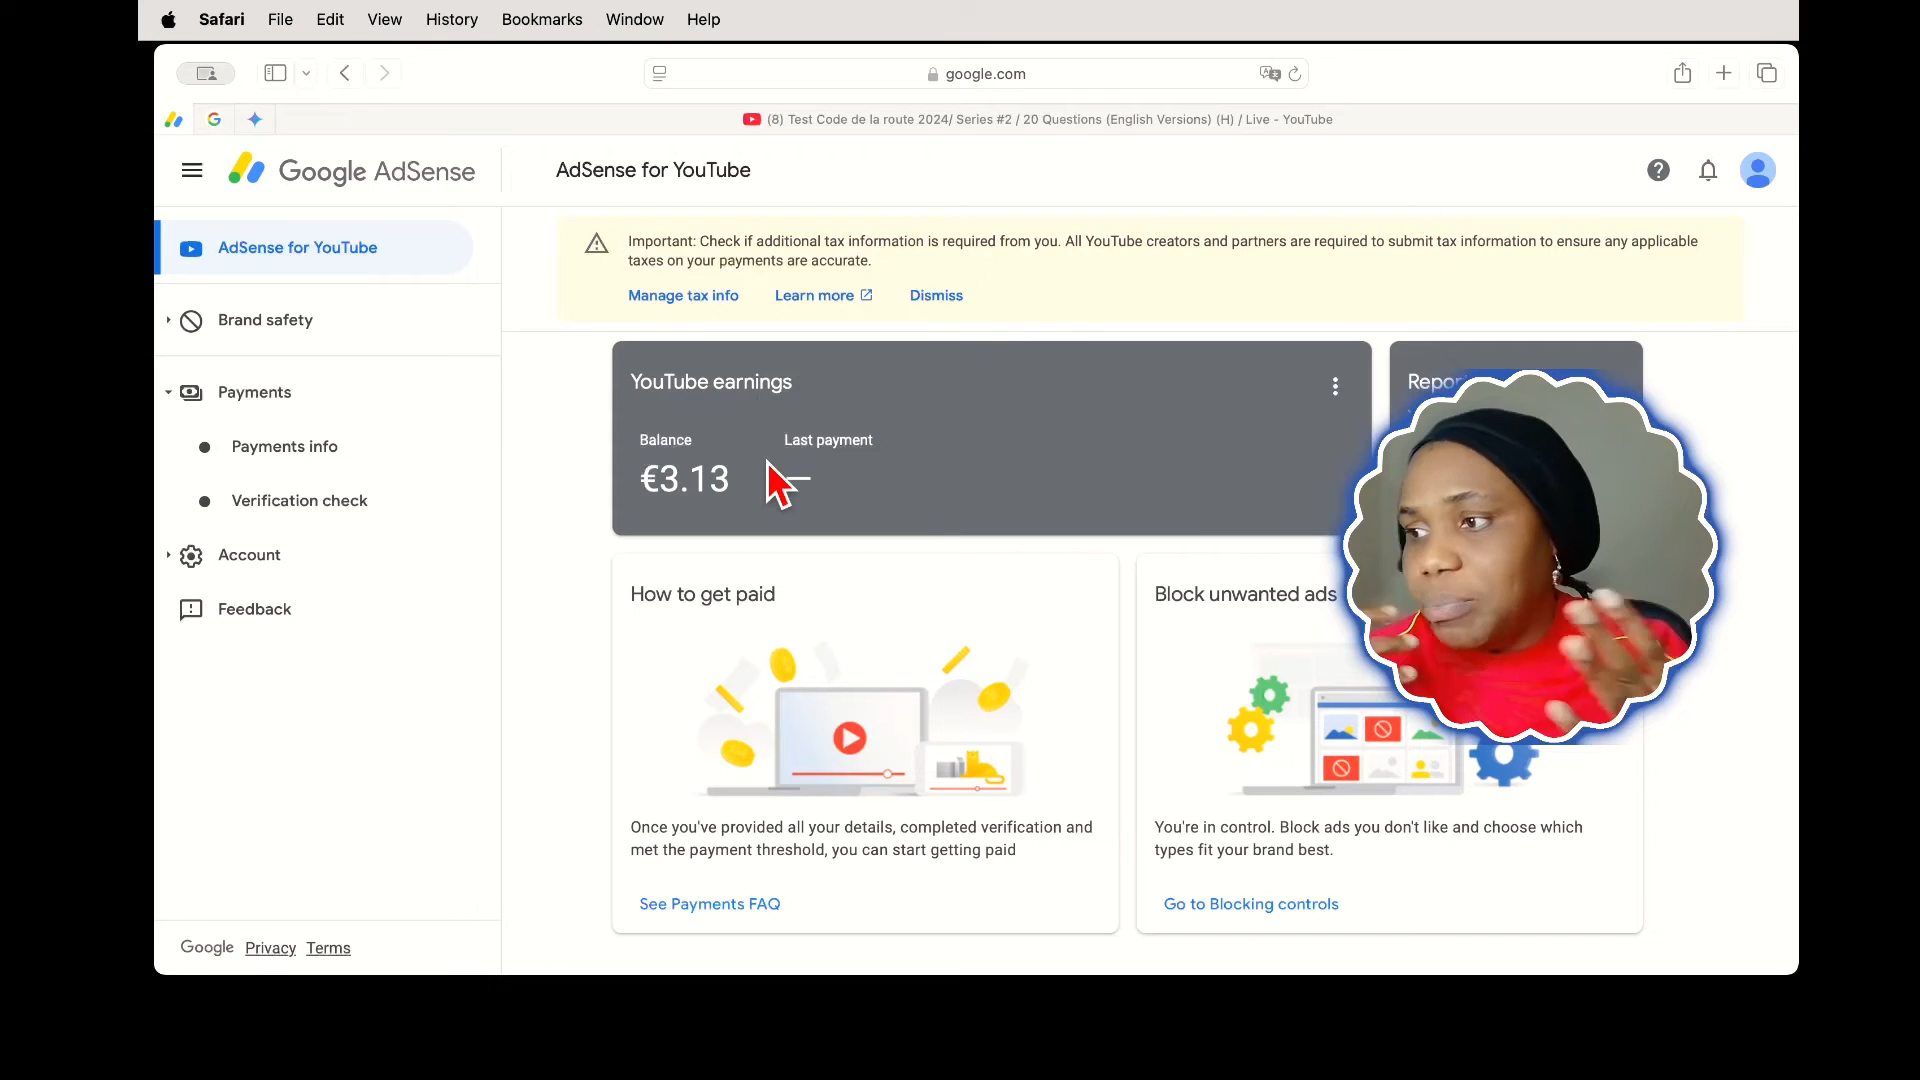 Safari File Edit View History Bookmarks Window Help
google.com
(8) Test Code de la route 2024/ Series #2 / 20 Questions (English Versions) (H) / Live - YouTube
Google AdSense
AdSense for YouTube
AdSense for YouTube
Brand safety
Payments
Payments info
Verification check
Account
Feedback
Google Privacy Terms
Important: Check if additional tax information is required from you. All YouTube creators and partners are required to submit tax information to ensure any applicable
taxes on your payments are accurate.
Manage tax info Learn more Dismiss
YouTube earnings
Balance Last payment
€3.13 —
How to get paid
Once you've provided all your details, completed verification and
met the payment threshold, you can start getting paid
See Payments FAQ
Block unwanted ads
You're in control. Block ads you don't like and choose which
types fit your brand best.
Go to Blocking controls